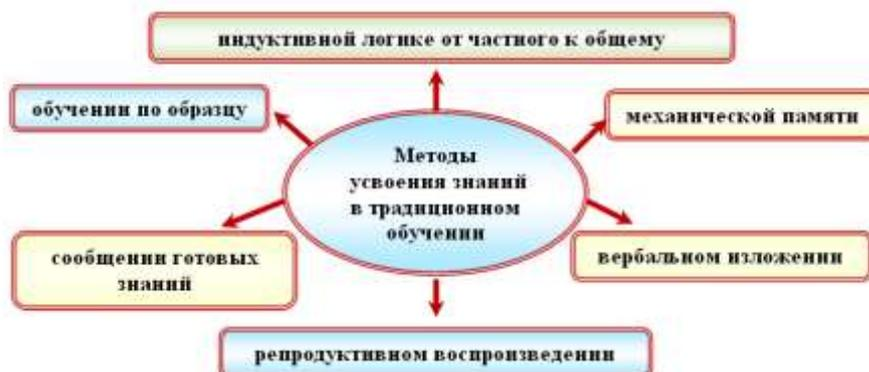 индуктивной логике от частного к общему
обучении по образцу
механической памяти
Методы
усвоения знаний
в традиционном
обучении
сообщении готовых
знаний
вербальном изложении
репродуктивном воспроизведении